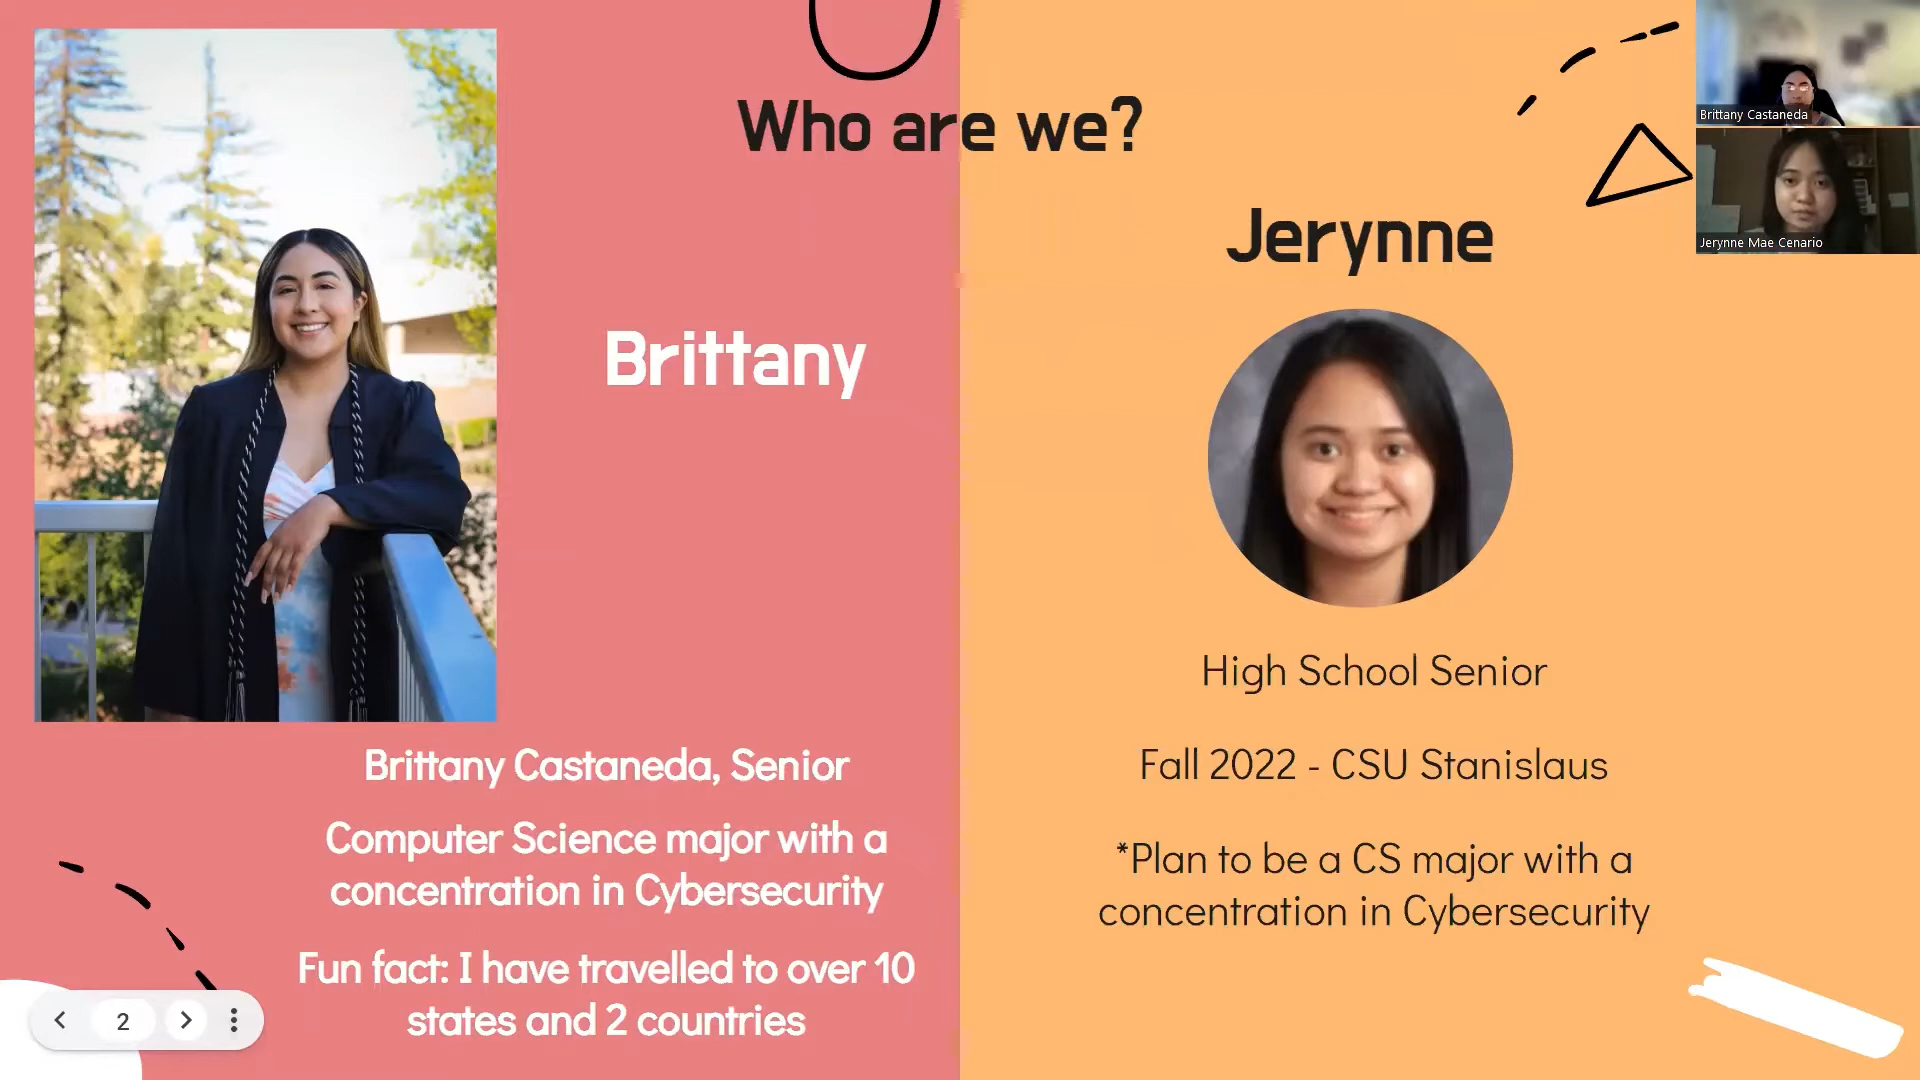 Who are we?
Brittany
Brittany Castaneda, Senior
Computer Science major with a
concentration in Cybersecurity
Fun fact: I have travelled to over 10
states and 2 countries
Jerynne
High School Senior
Fall 2022 - CSU Stanislaus
*Plan to be a CS major with a
concentration in Cybersecurity
Brittany Castaneda
Jerynne Mae Cenario
2